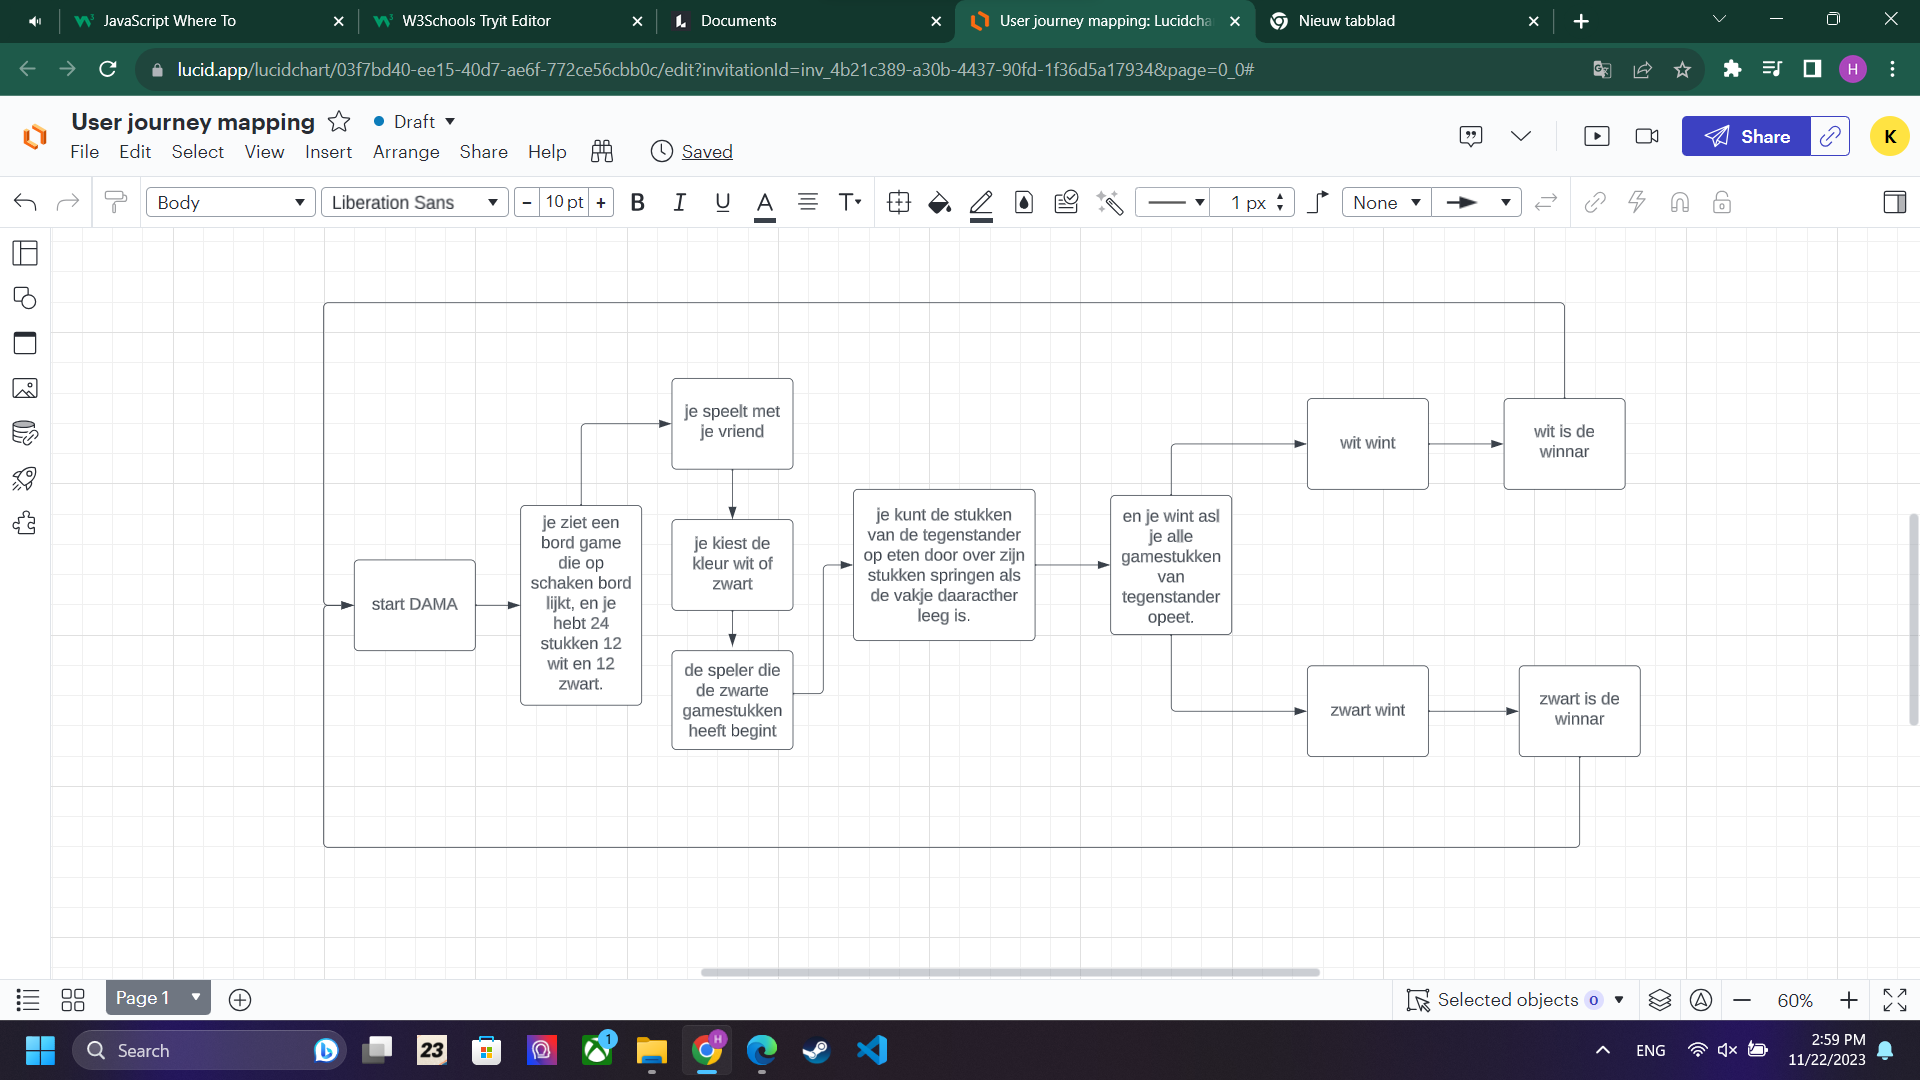 JavaScript Where To
W3Schools Tryit Editor
Documents
User journey mapping: Lucidcha
Nieuw tabblad
lucid.app/lucidchart/03f7bd40-ee15-40d7-ae6f-772ce56cbb0c/edit?invitationId=inv_4b21c389-a30b-4437-90fd-1f36d5a17934&page=0_0#
H
User journey mapping
Draft
File Edit Select View Insert Arrange Share Help
Saved
Share
K
Body
Liberation Sans
- 10 pt +
B I U A T
1 px
None
start DAMA
je ziet een
bord game
die op
schaken bord
lijkt, en je
hebt 24
stukken 12
wit en 12
zwart.
je speelt met
je vriend
je kiest de
kleur wit of
zwart
de speler die
de zwarte
gamestukken
heeft begint
je kunt de stukken
van de tegenstander
op eten door over zijn
stukken springen als
de vakje daaracther
leeg is.
en je wint asl
je alle
gamestukken
van
tegenstander
opeet.
wit wint
wit is de
winnar
zwart wint
zwart is de
winnar
Page 1
Selected objects 0
60%
Search
23
1
H
ENG
2:59 PM
11/22/2023